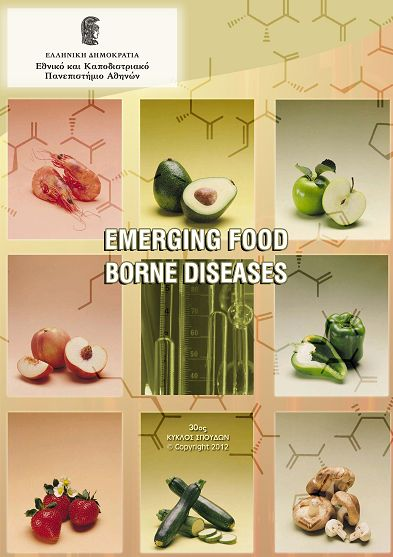 ΕΛΛΗΝΙΚΗ ΔΗΜΟΚΡΑΤΙΑ
Εθνικό και Καποδιστριακό
Πανεπιστήμιο Αθηνών
EMERGING FOOD
BORNE DISEASES
30ος
ΚΥΚΛΟΣ ΣΠΟΥΔΩΝ
© Copyright 2012